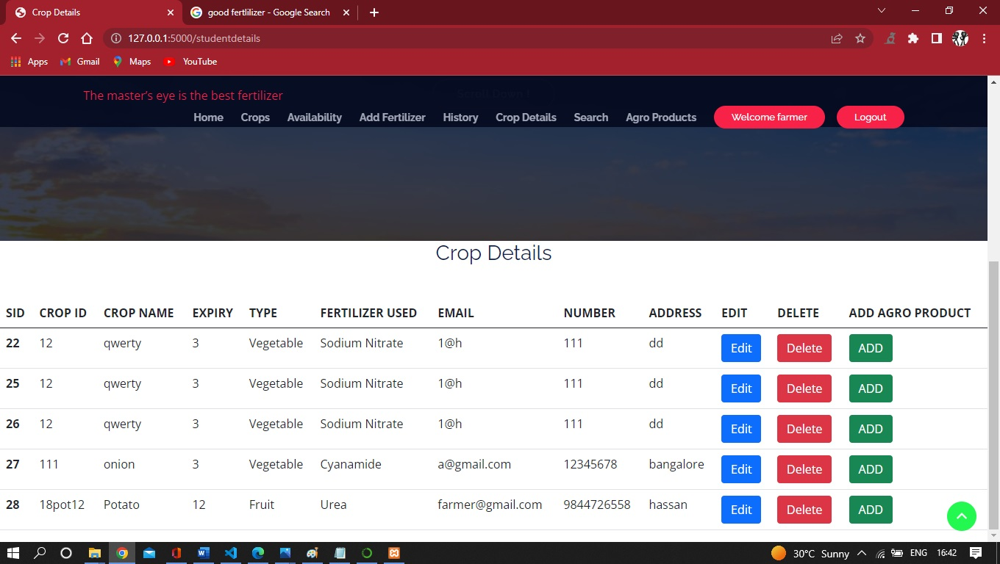 Crop Details
good fertlilizer - Google Search
127.0.0.1:5000/studentdetails
Apps Gmail Maps YouTube
The master's eye is the best fertilizer
Scroll Down
Home Crops Availability Add Fertilizer History Crop Details Search Agro Products Welcome farmer Logout
Crop Details
SID CROP ID CROP NAME EXPIRY TYPE FERTILIZER USED EMAIL NUMBER ADDRESS EDIT DELETE ADD AGRO PRODUCT
22 12 qwerty 3 Vegetable Sodium Nitrate 1@h 111 dd Edit Delete ADD
25 12 qwerty 3 Vegetable Sodium Nitrate 1@h 111 dd Edit Delete ADD
26 12 qwerty 3 Vegetable Sodium Nitrate 1@h 111 dd Edit Delete ADD
27 111 onion 3 Vegetable Cyanamide a@gmail.com 12345678 bangalore Edit Delete ADD
28 18pot12 Potato 12 Fruit Urea farmer@gmail.com 9844726558 hassan Edit Delete ADD
30°C Sunny ENG 16:42